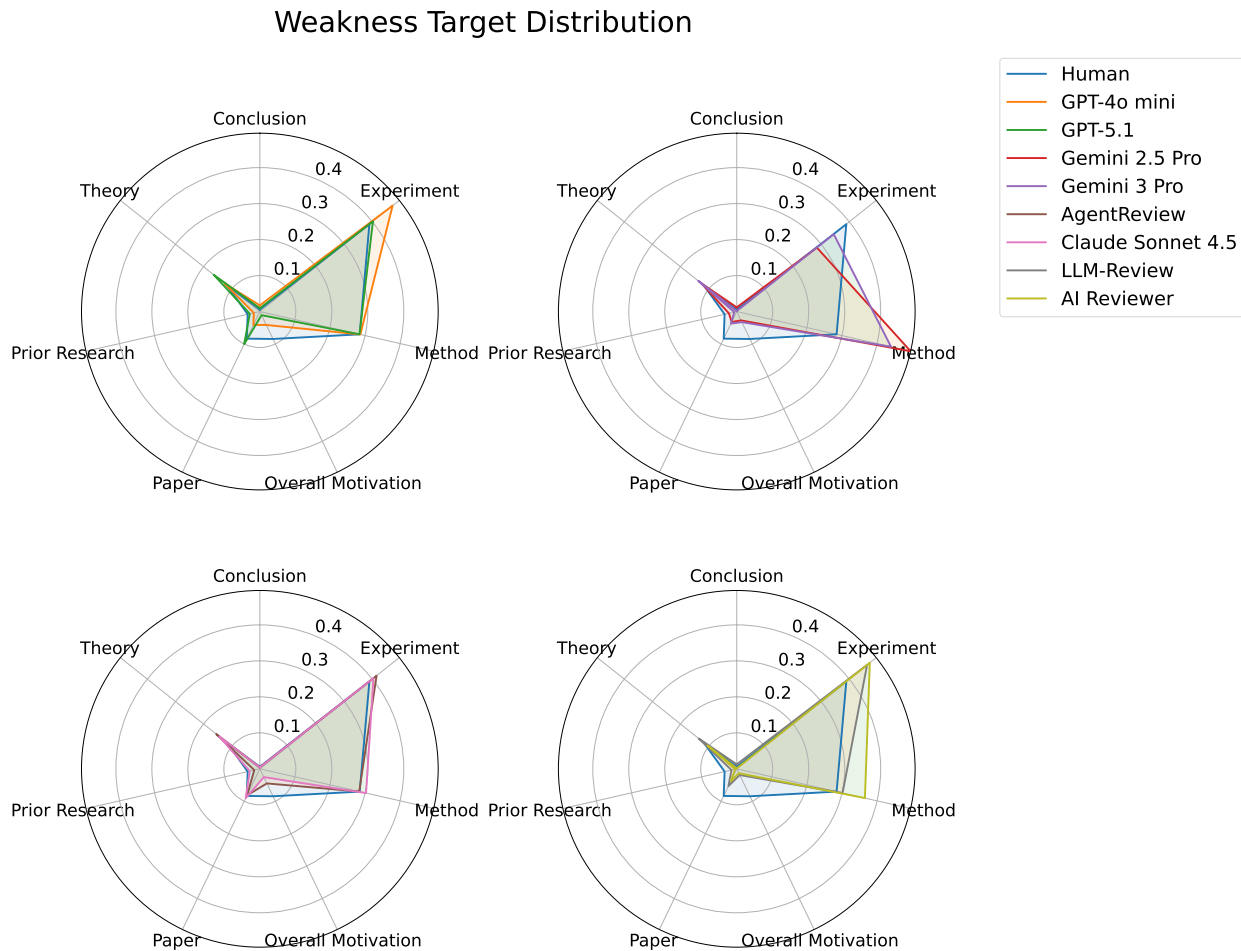 Weakness Target Distribution
Human
GPT-4o mini
GPT-5.1
Gemini 2.5 Pro
Gemini 3 Pro
AgentReview
Claude Sonnet 4.5
LLM-Review
AI Reviewer
Conclusion
0.4
Theory
Experiment
0.3
0.2
0.1
Prior Research
Method
Paper
Overall Motivation
Conclusion
0.4
Theory
Experiment
0.3
0.2
0.1
Prior Research
Method
Paper
Overall Motivation
Conclusion
0.4
Theory
Experiment
0.3
0.2
0.1
Prior Research
Method
Paper
Overall Motivation
Conclusion
0.4
Theory
Experiment
0.3
0.2
0.1
Prior Research
Method
Paper
Overall Motivation